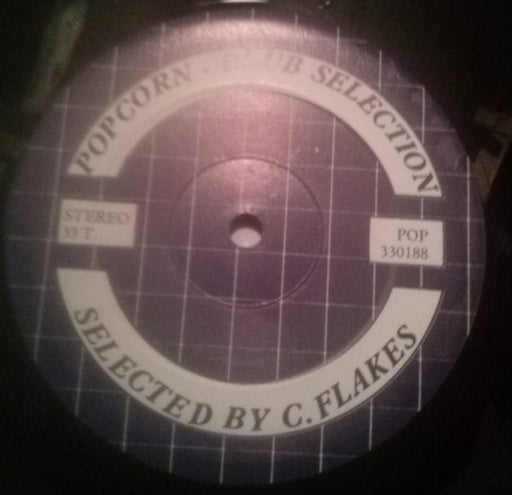 POPCORN - CLUB SELECTION
STEREO
33 T.
POP
330188
SELECTED BY C. FLAKES